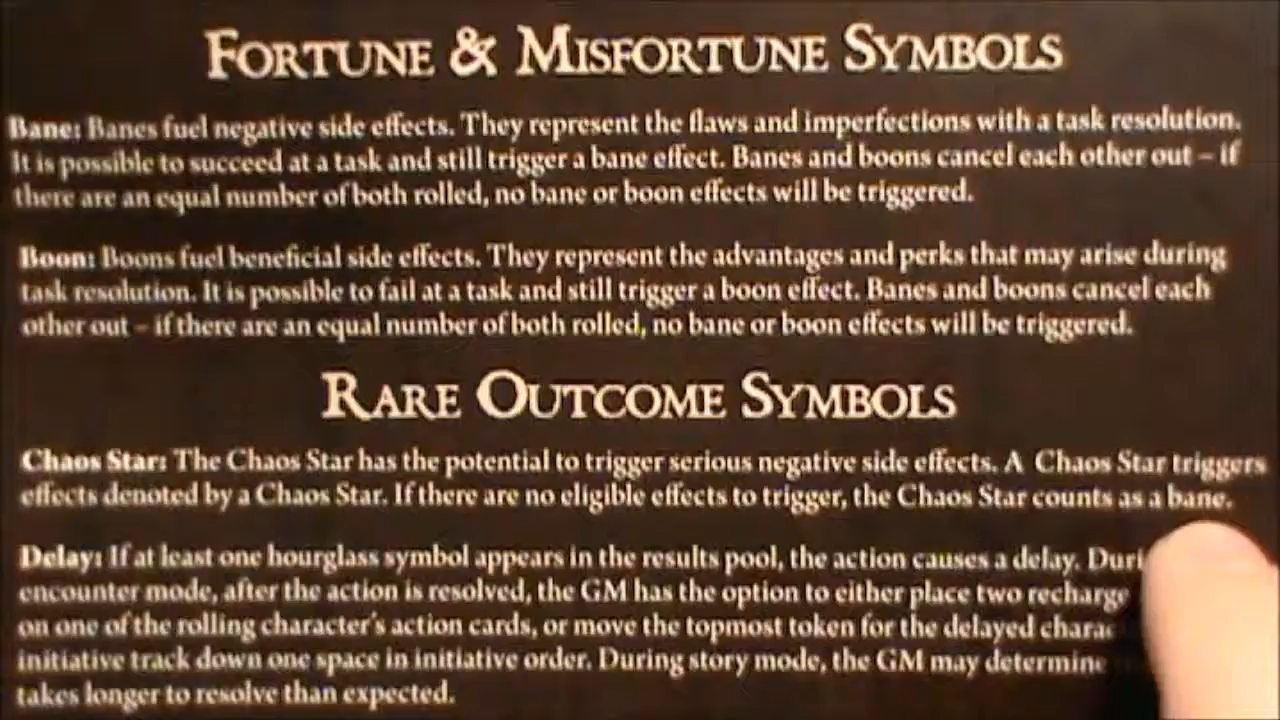 Fortune & Misfortune Symbols
Bane: Banes fuel negative side effects. They represent the flaws and imperfections with a task resolution.
It is possible to succeed at a task and still trigger a bane effect. Banes and boons cancel each other out – if
there are an equal number of both rolled, no bane or boon effects will be triggered.
Boon: Boons fuel beneficial side effects. They represent the advantages and perks that may arise during
task resolution. It is possible to fail at a task and still trigger a boon effect. Banes and boons cancel each
other out – if there are an equal number of both rolled, no bane or boon effects will be triggered.
Rare Outcome Symbols
Chaos Star: The Chaos Star has the potential to trigger serious negative side effects. A Chaos Star triggers
effects denoted by a Chaos Star. If there are no eligible effects to trigger, the Chaos Star counts as a bane.
Delay: If at least one hourglass symbol appears in the results pool, the action causes a delay.
encounter mode, after the action is resolved, the GM has the option to either place two recharge
on one of the rolling character's action cards, or move the topmost token for the delayed
initiative track down one space in initiative order. During story mode, the GM may determine
takes longer to resolve than expected.